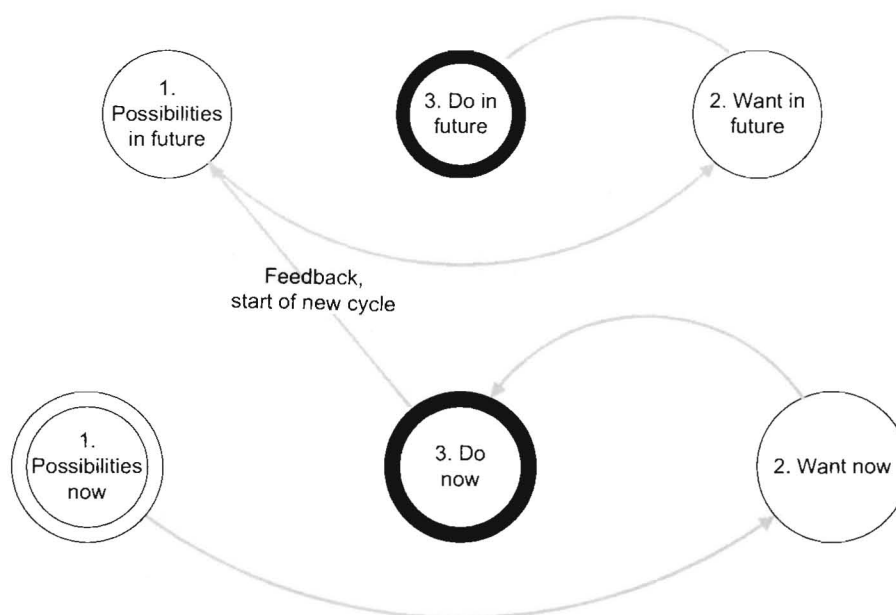 1.
Possibilities
in future
3. Do in
future
2. Want in
future
Feedback,
start of new cycle
1.
Possibilities
now
3. Do
now
2. Want now